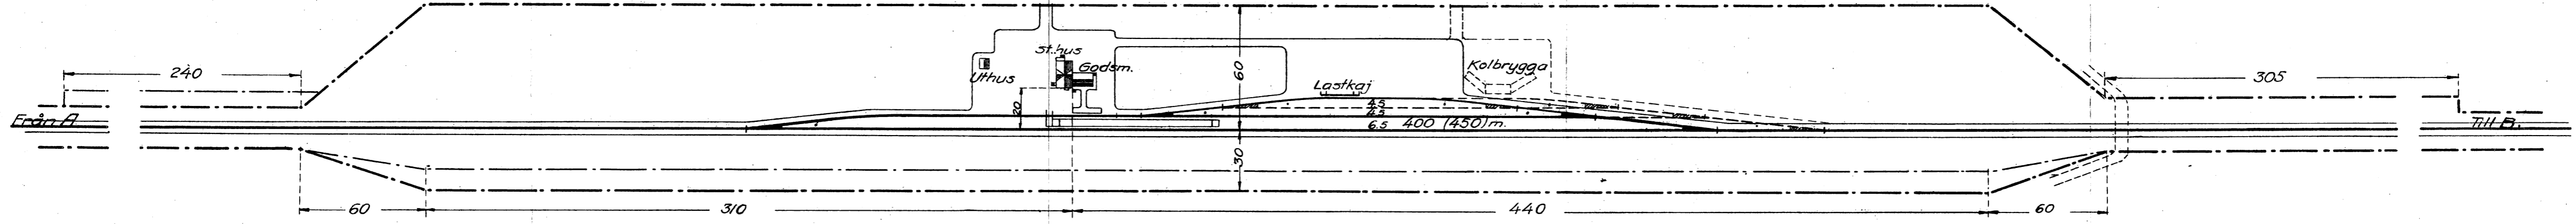 240
Från A
Uthus
St.hus
Godsm.
20
60
30
Lastkaj
4.5
4.5
6.5 400 (450)m.
Kolbrygga
305
Till B.
60
310
440
60